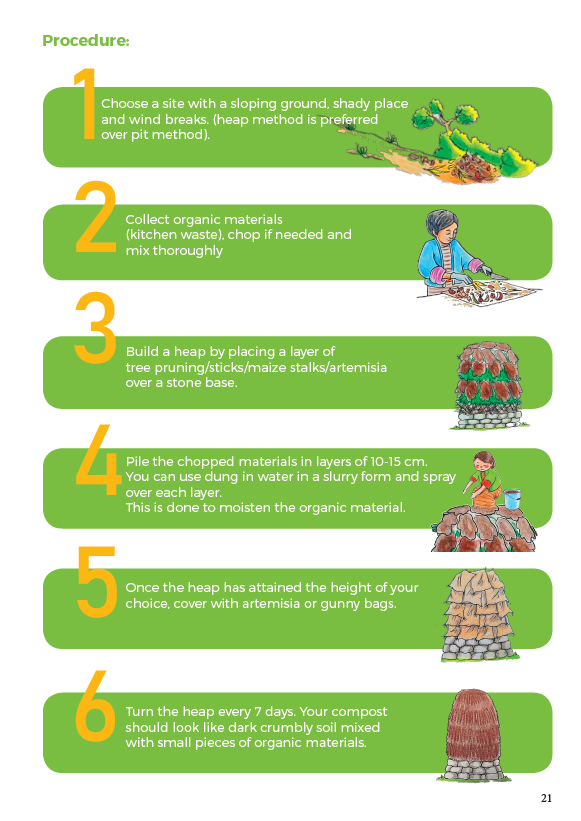 Procedure:
1
Choose a site with a sloping ground, shady place
and wind breaks. (heap method is preferred
over pit method).
2
Collect organic materials
(kitchen waste), chop if needed and
mix thoroughly
3
Build a heap by placing a layer of
tree pruning/sticks/maize stalks/artemisia
over a stone base.
4
Pile the chopped materials in layers of 10-15 cm.
You can use dung in water in a slurry form and spray
over each layer.
This is done to moisten the organic material.
5
Once the heap has attained the height of your
choice, cover with artemisia or gunny bags.
6
Turn the heap every 7 days. Your compost
should look like dark crumbly soil mixed
with small pieces of organic materials.
21